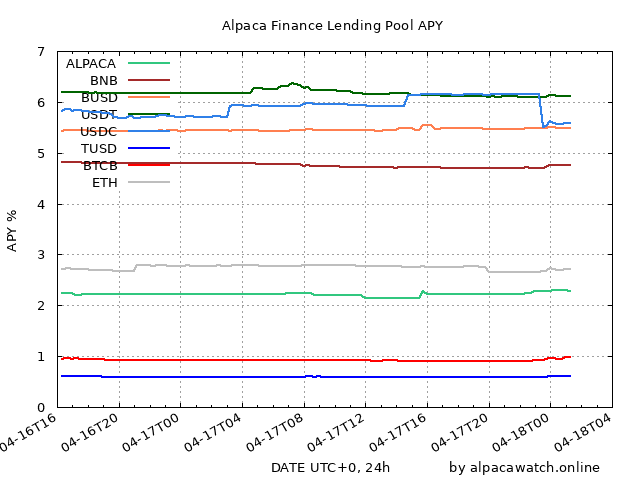 Alpaca Finance Lending Pool APY
7
6
5
4
3
2
1
0
APY %
ALPACA
BNB
BUSD
USDT
USDC
TUSD
BTCB
ETH
04-16T16
04-16T20
04-17T00
04-17T04
04-17T08
04-17T12
04-17T16
04-17T20
04-18T00
04-18T04
DATE UTC+0, 24h
by alpacawatch.online